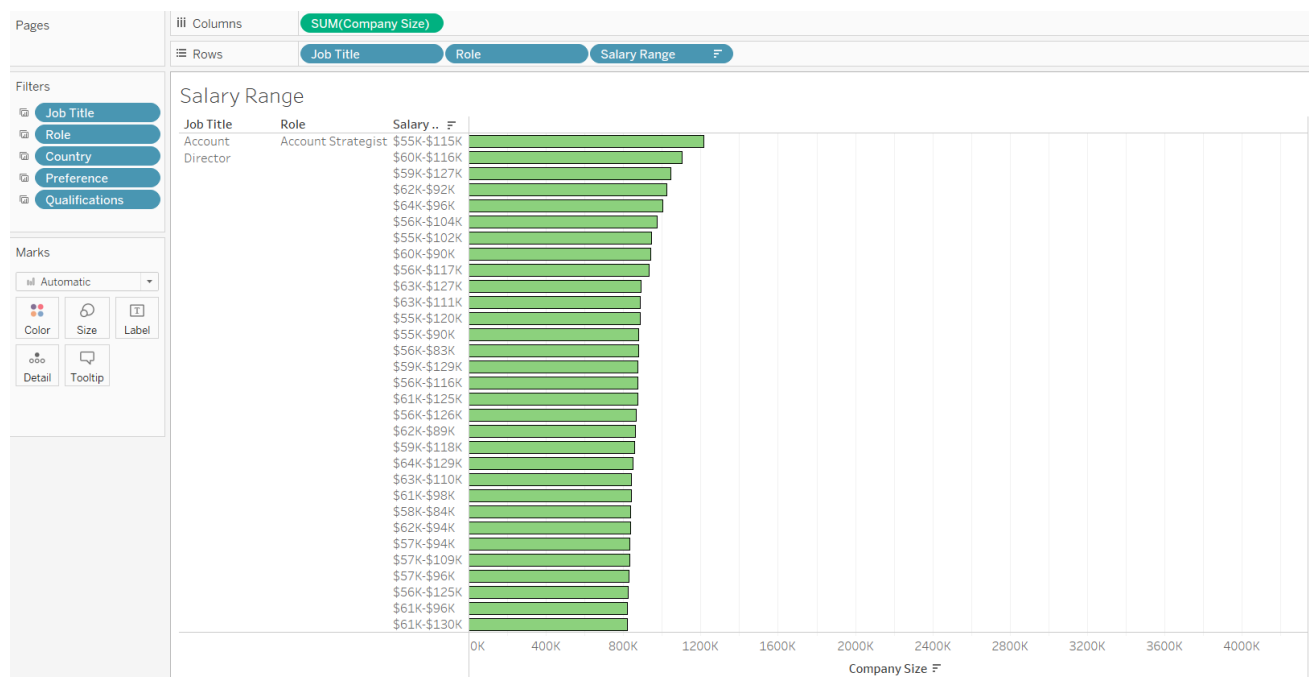 Pages
Columns
SUM(Company Size)
Rows
Job Title Role Salary Range
Filters
Job Title
Role
Country
Preference
Qualifications
Marks
Automatic
Color Size Label
Detail Tooltip
Salary Range
Job Title Role Salary ..
Account Account Strategist $55K-$115K
Director $60K-$116K
$59K-$127K
$62K-$92K
$64K-$96K
$56K-$104K
$55K-$102K
$60K-$90K
$56K-$117K
$63K-$127K
$63K-$111K
$55K-$120K
$55K-$90K
$56K-$83K
$59K-$129K
$56K-$116K
$61K-$125K
$56K-$126K
$62K-$89K
$59K-$118K
$64K-$129K
$63K-$110K
$61K-$98K
$58K-$84K
$62K-$94K
$57K-$94K
$57K-$109K
$57K-$96K
$56K-$125K
$61K-$96K
$61K-$130K
0K 400K 800K 1200K 1600K 2000K 2400K 2800K 3200K 3600K 4000K
Company Size